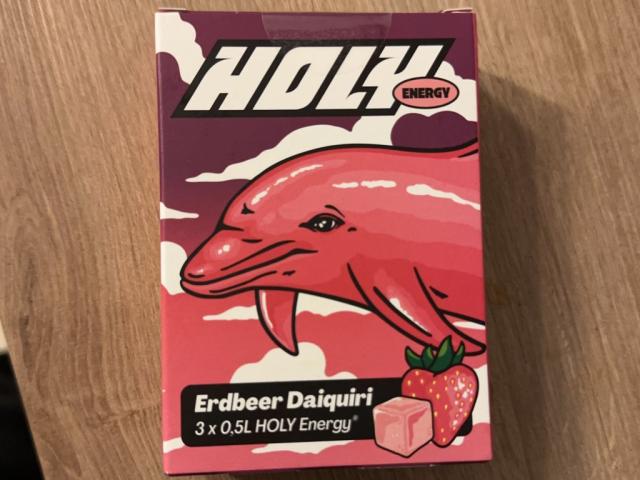 HOLY
ENERGY
Erdbeer Daiquiri
3 x 0,5L HOLY Energy®